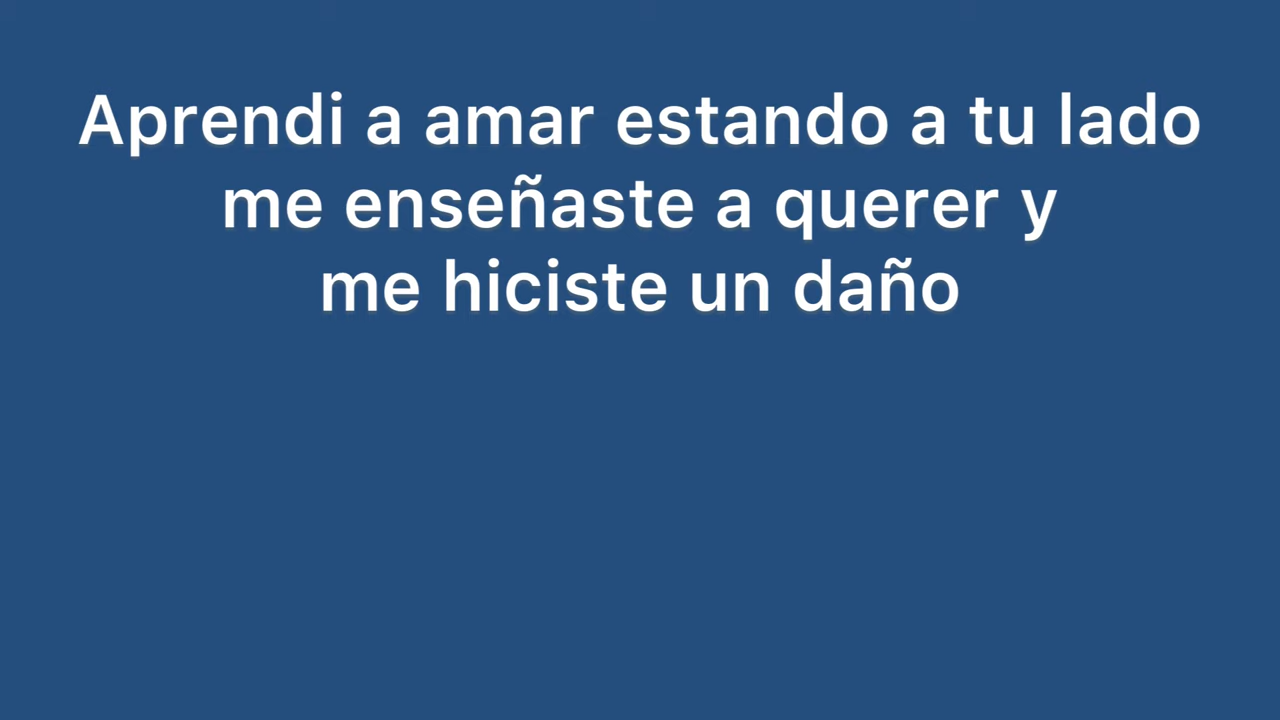 Aprendi a amar estando a tu lado
me enseñaste a querer y
me hiciste un daño